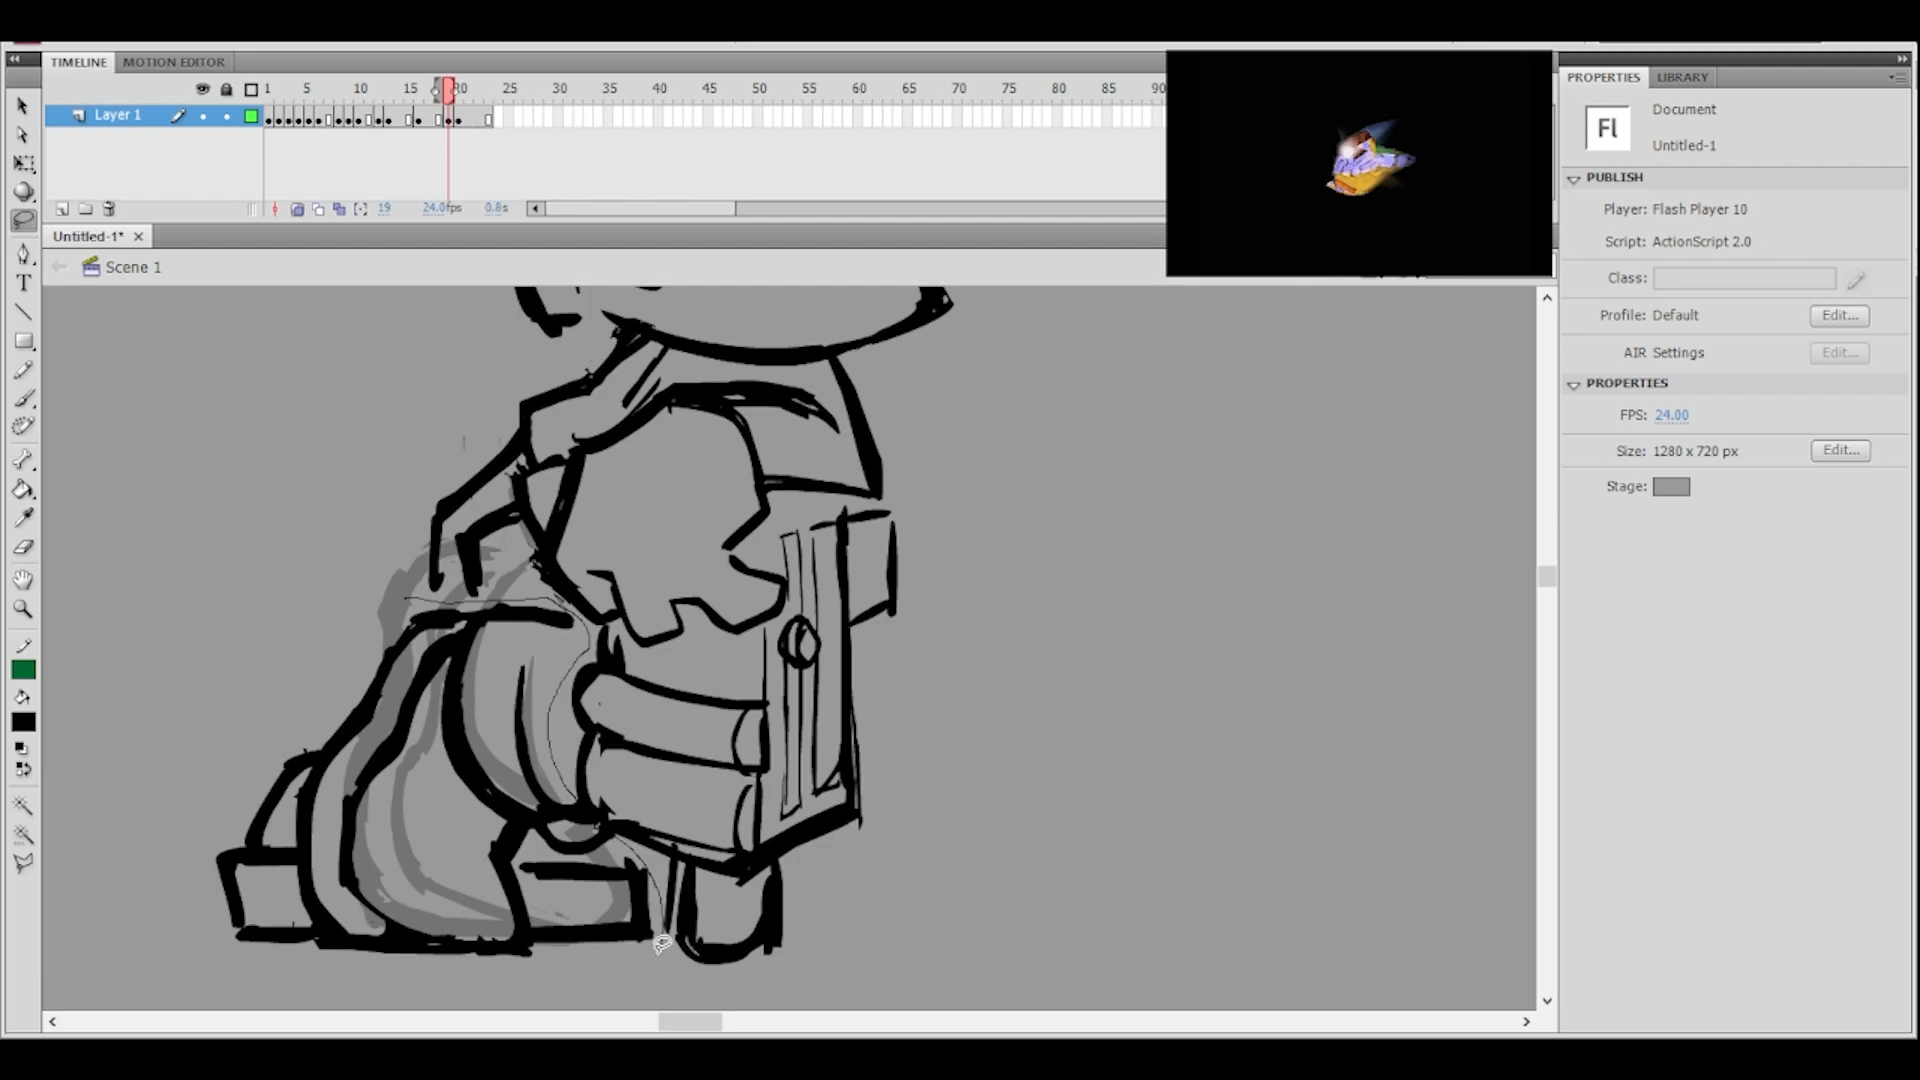 TIMELINE MOTION EDITOR
1 5 10 15 20 25 30 35 40 45 50 55 60 65 70 75 80 85 90
Layer 1
19 24.0fps 0.8s
Untitled-1* ×
Scene 1
PROPERTIES LIBRARY
Fl
Document
Untitled-1
PUBLISH
Player: Flash Player 10
Script: ActionScript 2.0
Class:
Profile: Default Edit...
AIR Settings Edit...
PROPERTIES
FPS: 24.00
Size: 1280 x 720 px Edit...
Stage:
T